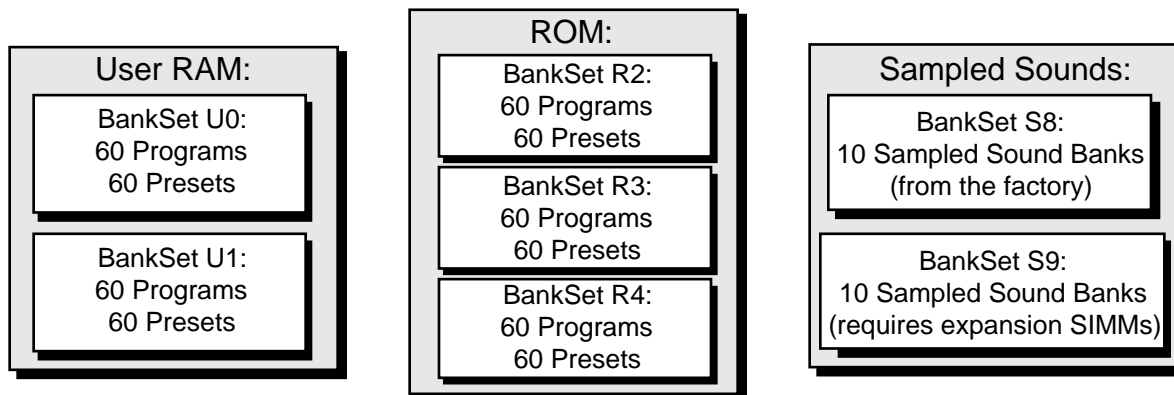 User RAM:
BankSet U0:
60 Programs
60 Presets
BankSet U1:
60 Programs
60 Presets
ROM:
BankSet R2:
60 Programs
60 Presets
BankSet R3:
60 Programs
60 Presets
BankSet R4:
60 Programs
60 Presets
Sampled Sounds:
BankSet S8:
10 Sampled Sound Banks
(from the factory)
BankSet S9:
10 Sampled Sound Banks
(requires expansion SIMMs)